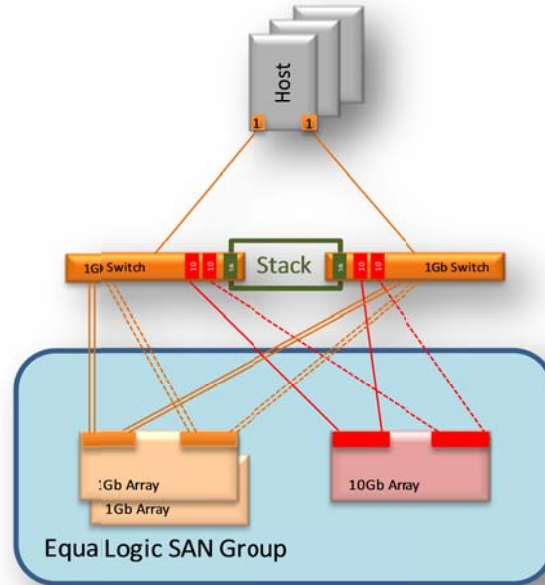 Host
1 1
1Gb Switch 10 10 Stack 10 10 1Gb Switch
1Gb Array
1Gb Array
10Gb Array
EquaLogic SAN Group